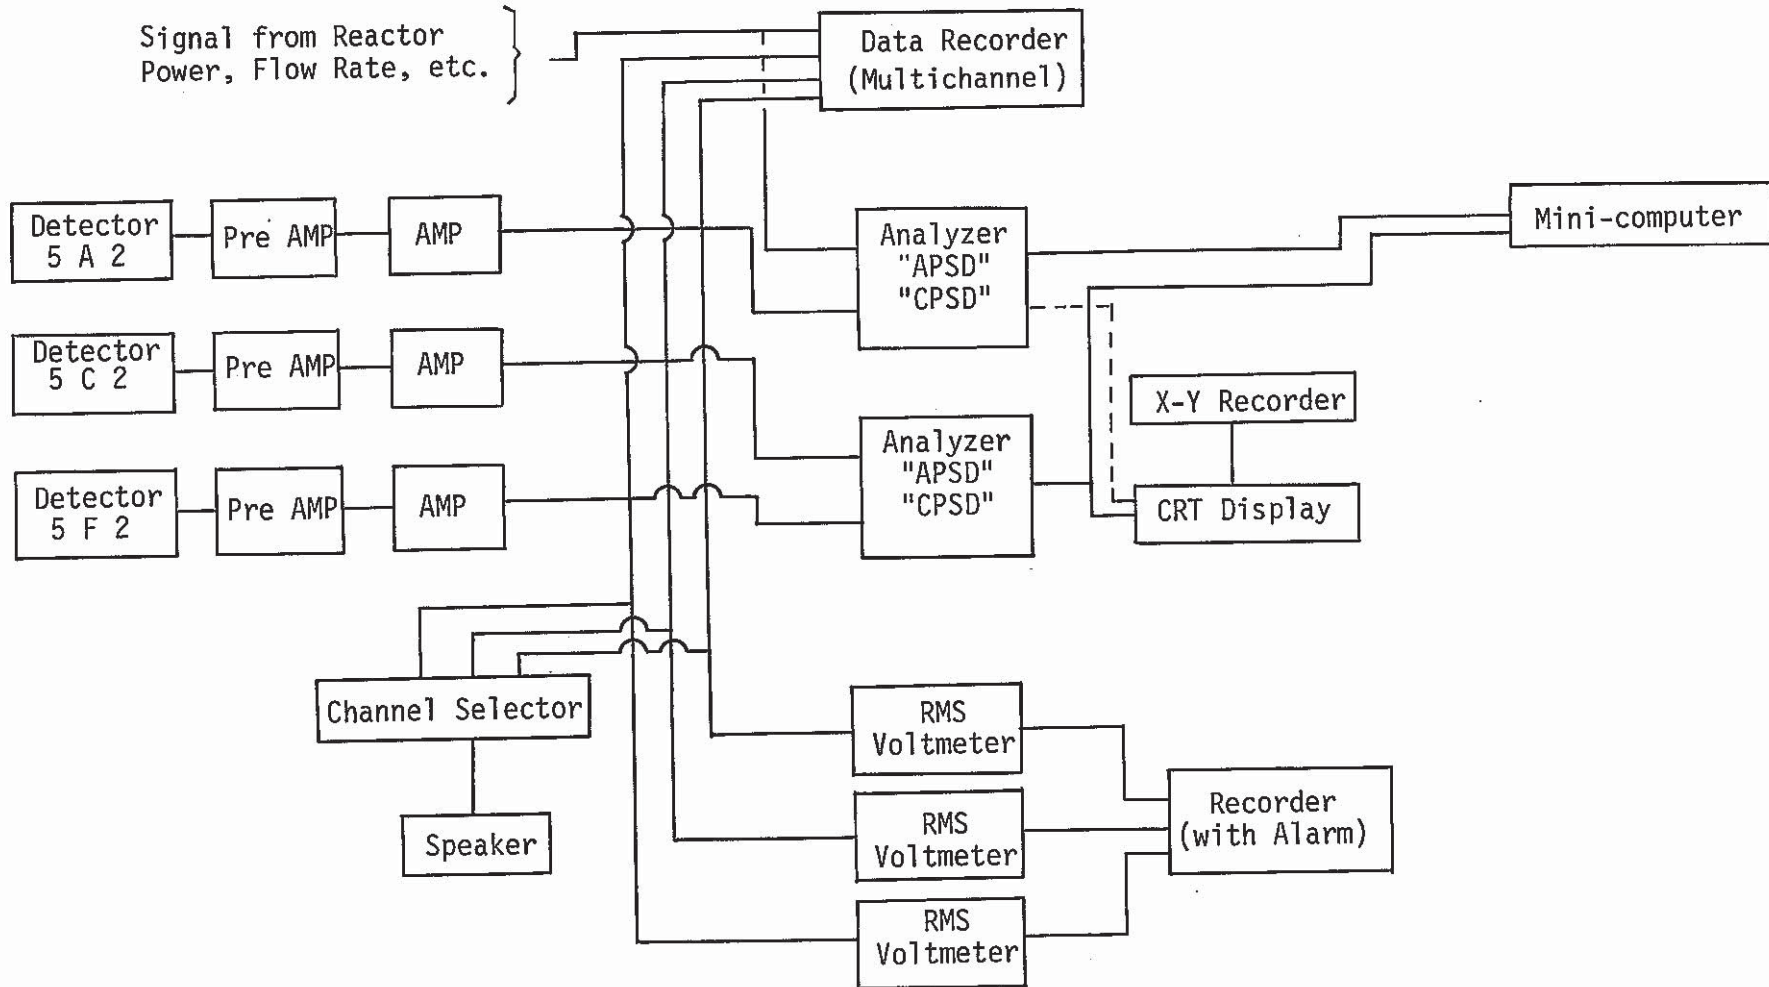 Signal from Reactor
Power, Flow Rate, etc.
Data Recorder
(Multichannel)
Detector
5 A 2
Pre AMP
AMP
Analyzer
"APSD"
"CPSD"
Mini-computer
Detector
5 C 2
Pre AMP
AMP
X-Y Recorder
Analyzer
"APSD"
"CPSD"
Detector
5 F 2
Pre AMP
AMP
CRT Display
Channel Selector
RMS
Voltmeter
Recorder
(with Alarm)
Speaker
RMS
Voltmeter
RMS
Voltmeter